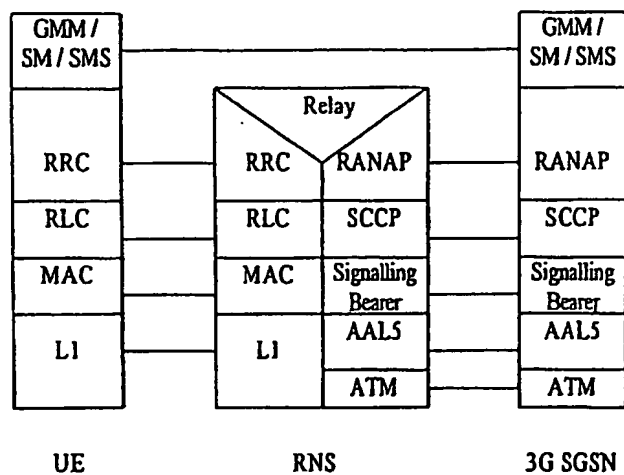 GMM /
SM / SMS
GMM /
SM / SMS
Relay
RRC
RRC
RANAP
RANAP
RLC
RLC
SCCP
SCCP
MAC
MAC
Signalling
Bearer
Signalling
Bearer
L1
L1
AAL5
AAL5
ATM
ATM
UE
RNS
3G SGSN